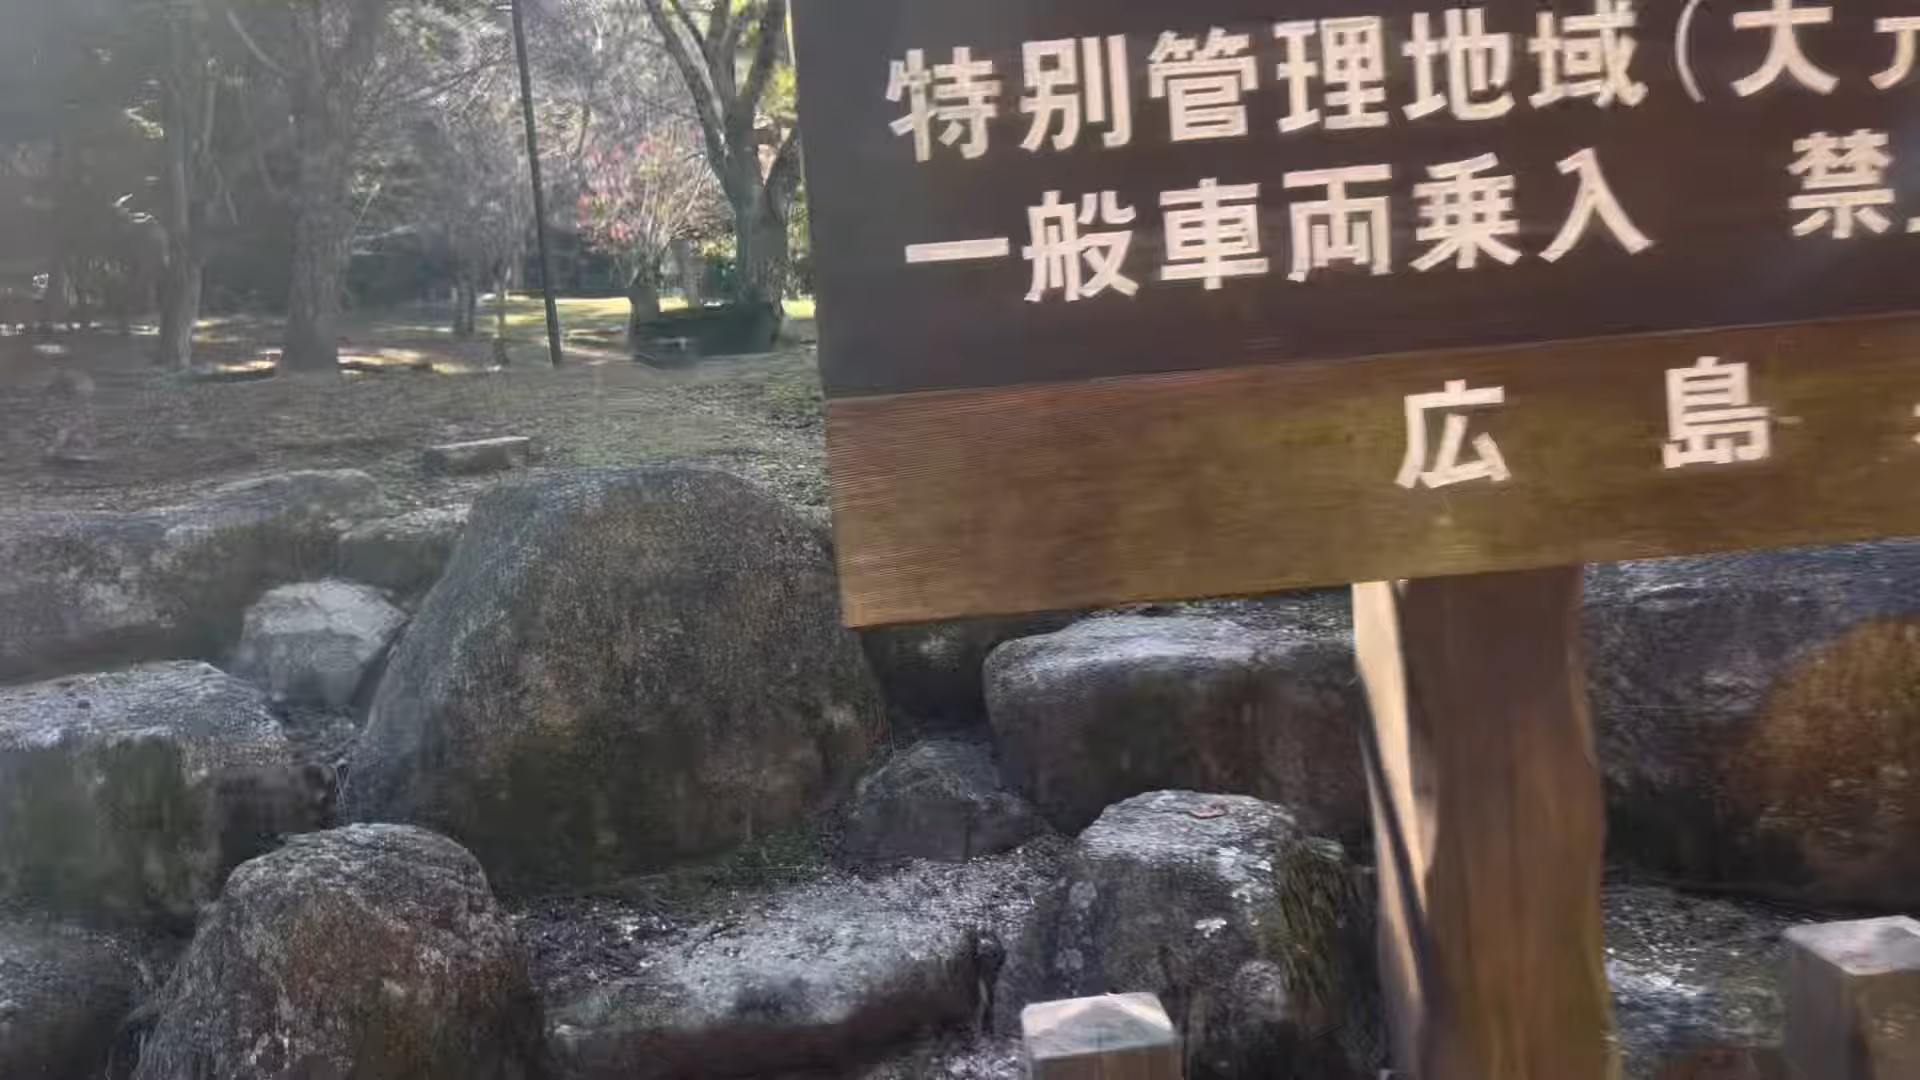 特別管理地域(大
一般車両乗入 禁
広島